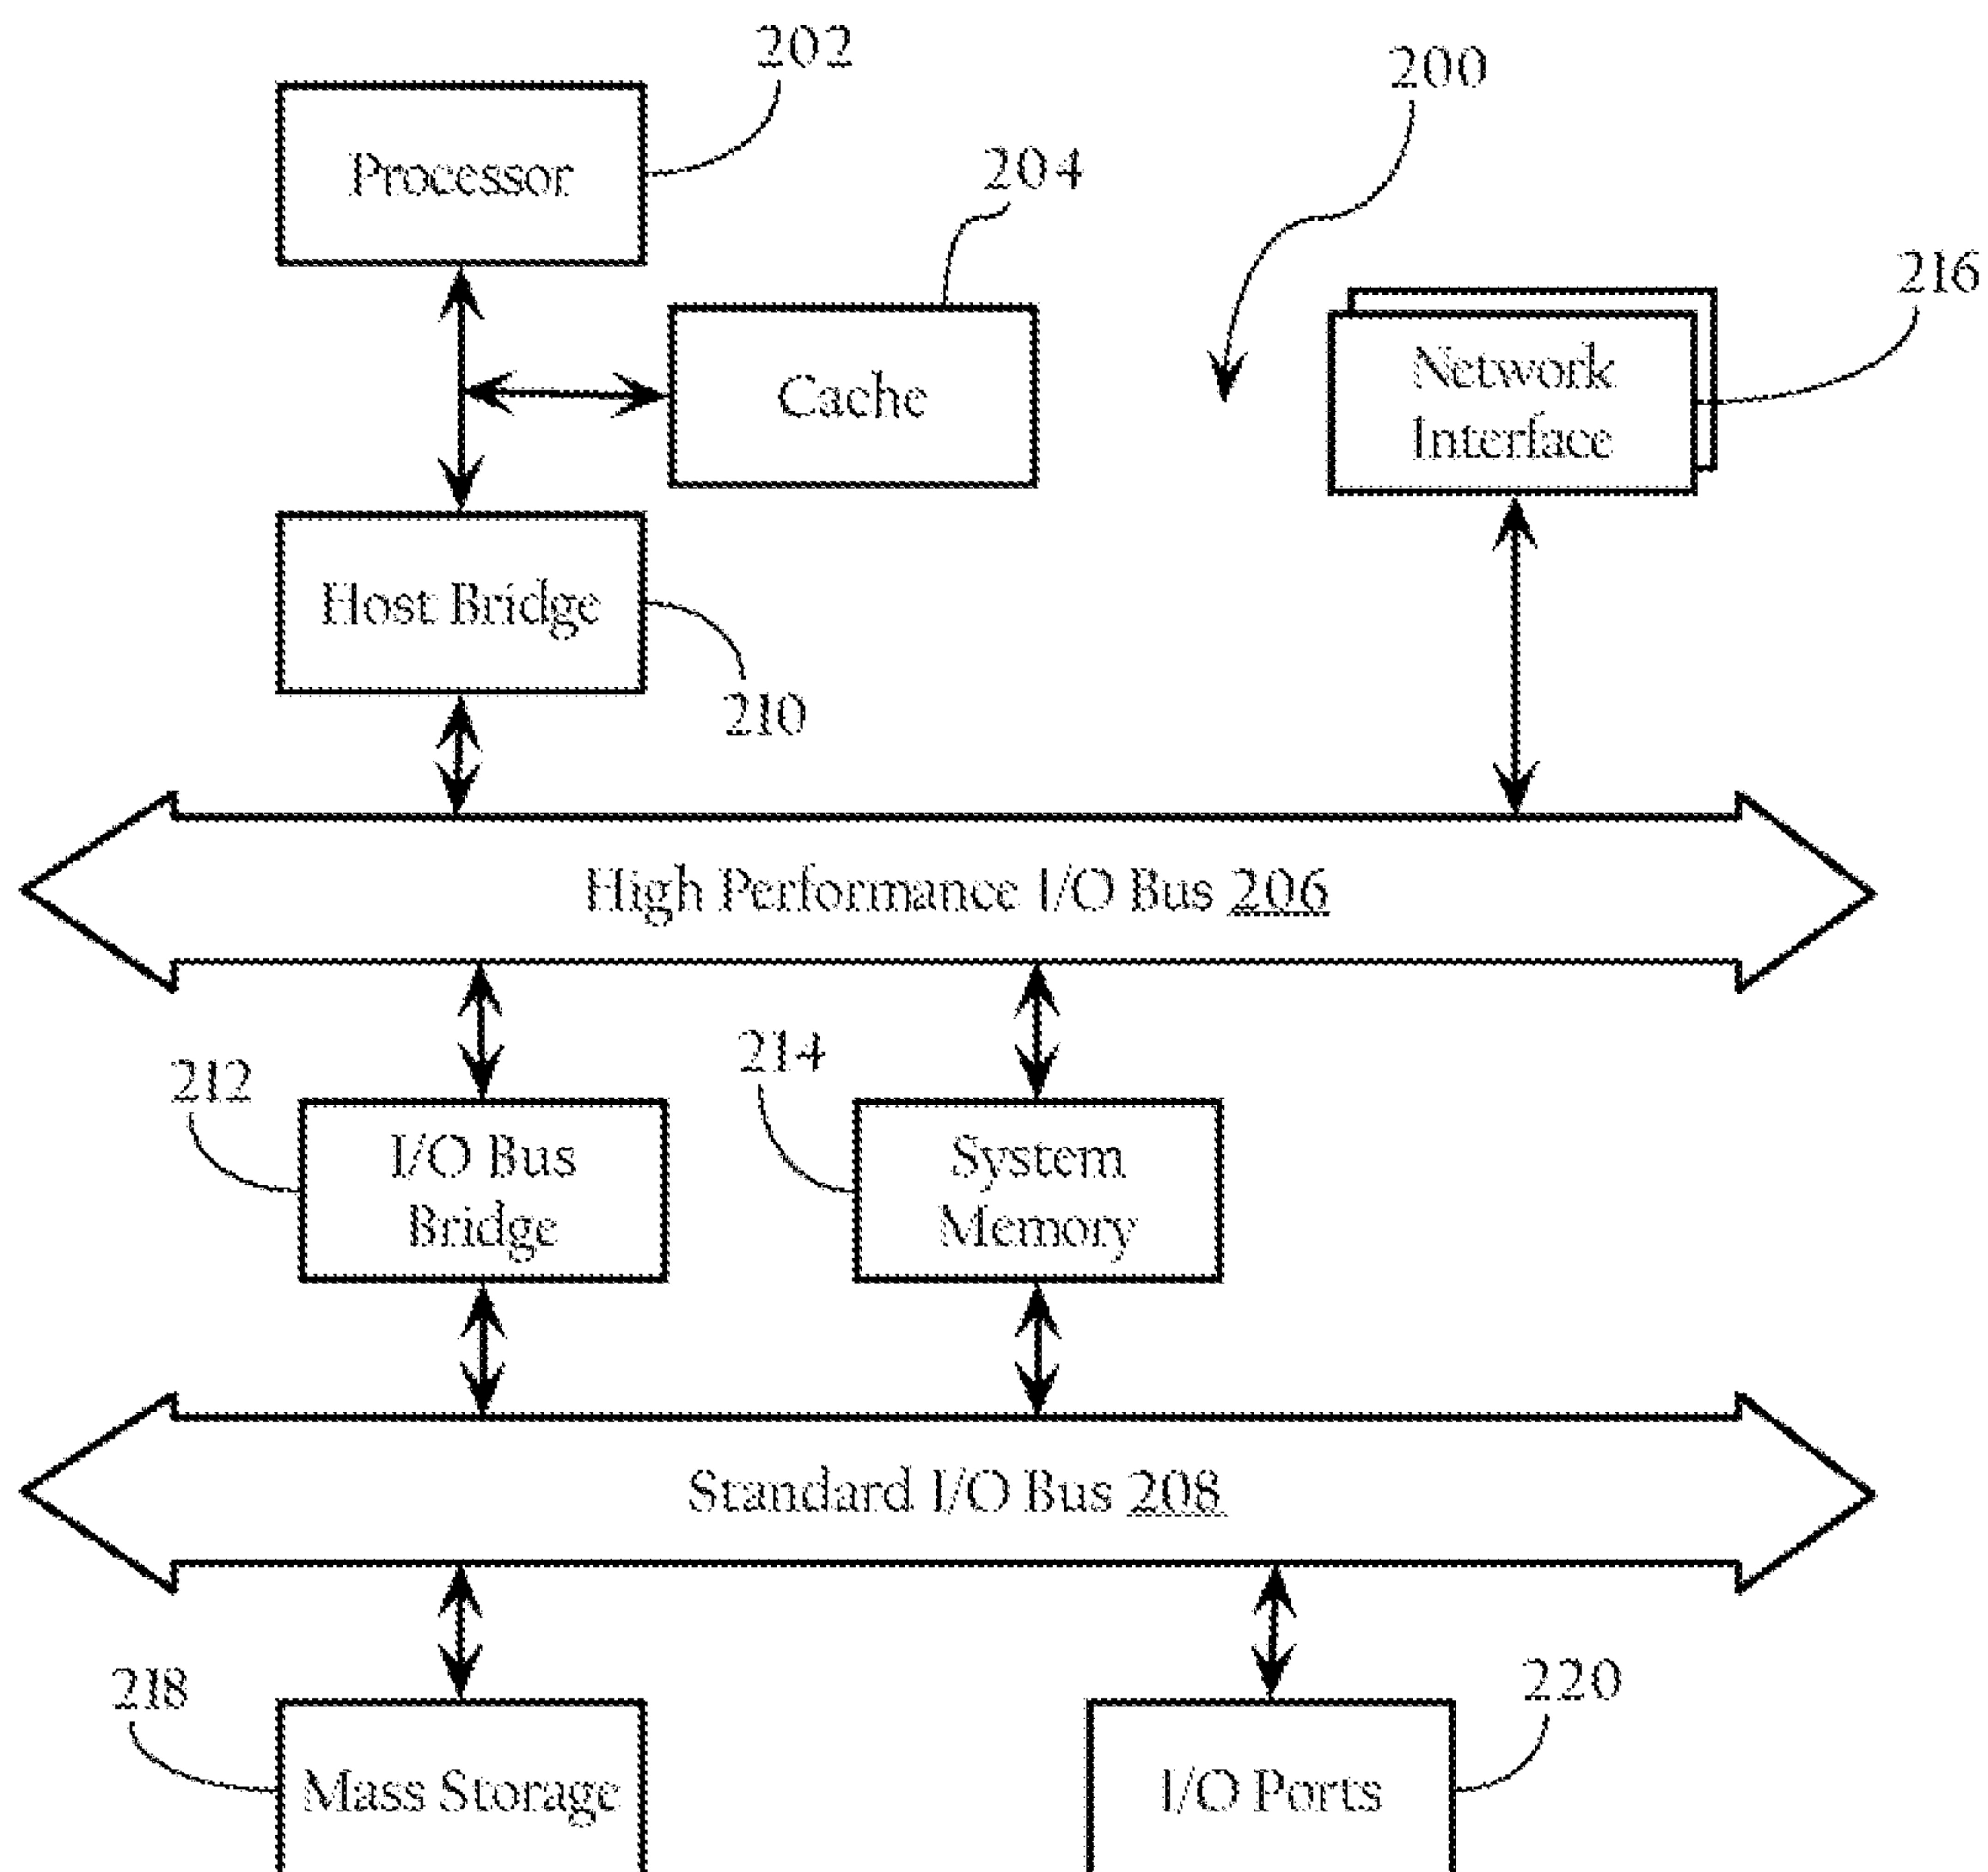 202
200
Processor
204
216
Network
Interface
Cache
Host Bridge
210
High Performance I/O Bus 206
212
214
I/O Bus
Bridge
System
Memory
Standard I/O Bus 208
218
220
Mass Storage
I/O Ports